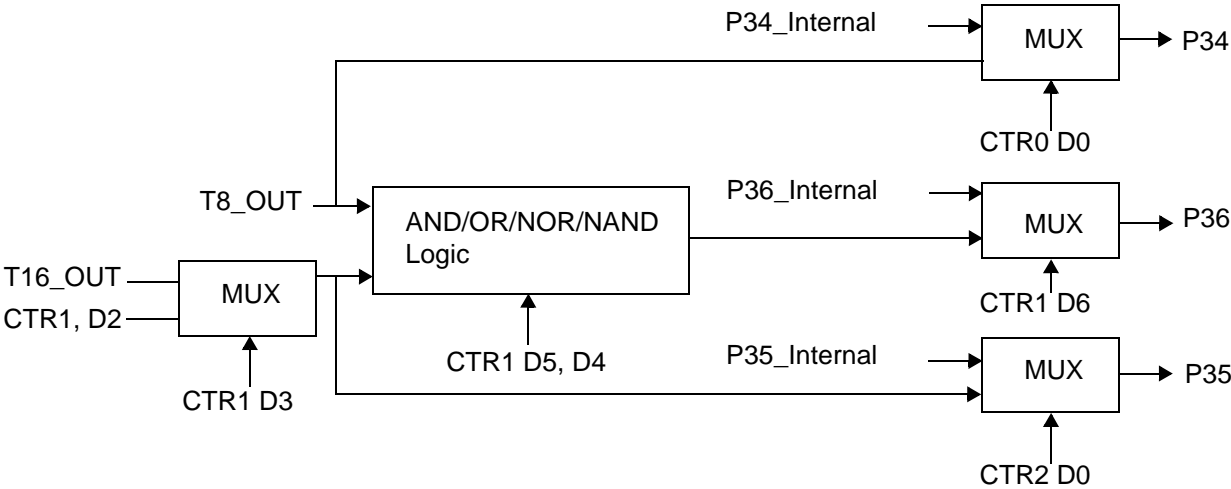 P34_Internal
MUX
P34
CTR0 D0
T8_OUT
AND/OR/NOR/NAND
Logic
P36_Internal
MUX
P36
CTR1 D6
T16_OUT
CTR1, D2
MUX
CTR1 D3
CTR1 D5, D4
P35_Internal
MUX
P35
CTR2 D0